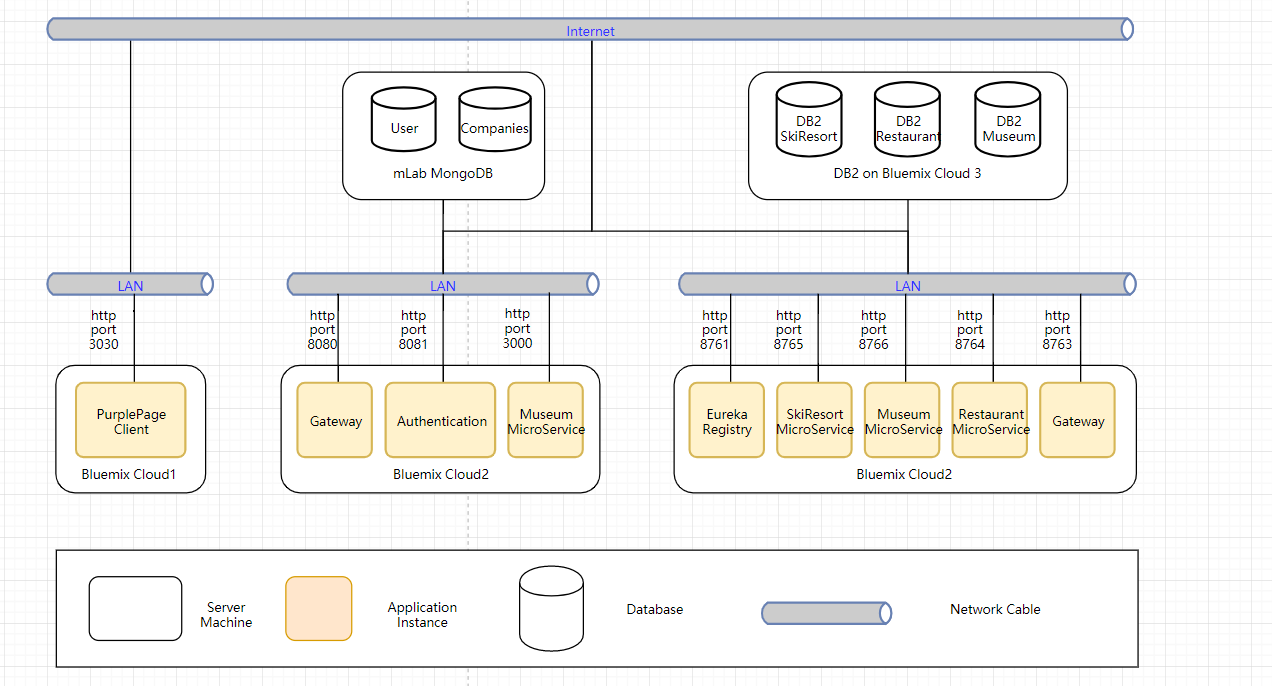 Internet
User
Companies
mLab MongoDB
DB2
SkiResort
DB2
Restaurant
DB2
Museum
DB2 on Bluemix Cloud 3
LAN
LAN
LAN
http
port
3030
http
port
8080
http
port
8081
http
port
3000
http
port
8761
http
port
8765
http
port
8766
http
port
8764
http
port
8763
PurplePage
Client
Bluemix Cloud1
Gateway
Authentication
Museum
MicroService
Bluemix Cloud2
Eureka
Registry
SkiResort
MicroService
Museum
MicroService
Restaurant
MicroService
Gateway
Bluemix Cloud2
Server
Machine
Application
Instance
Database
Network Cable